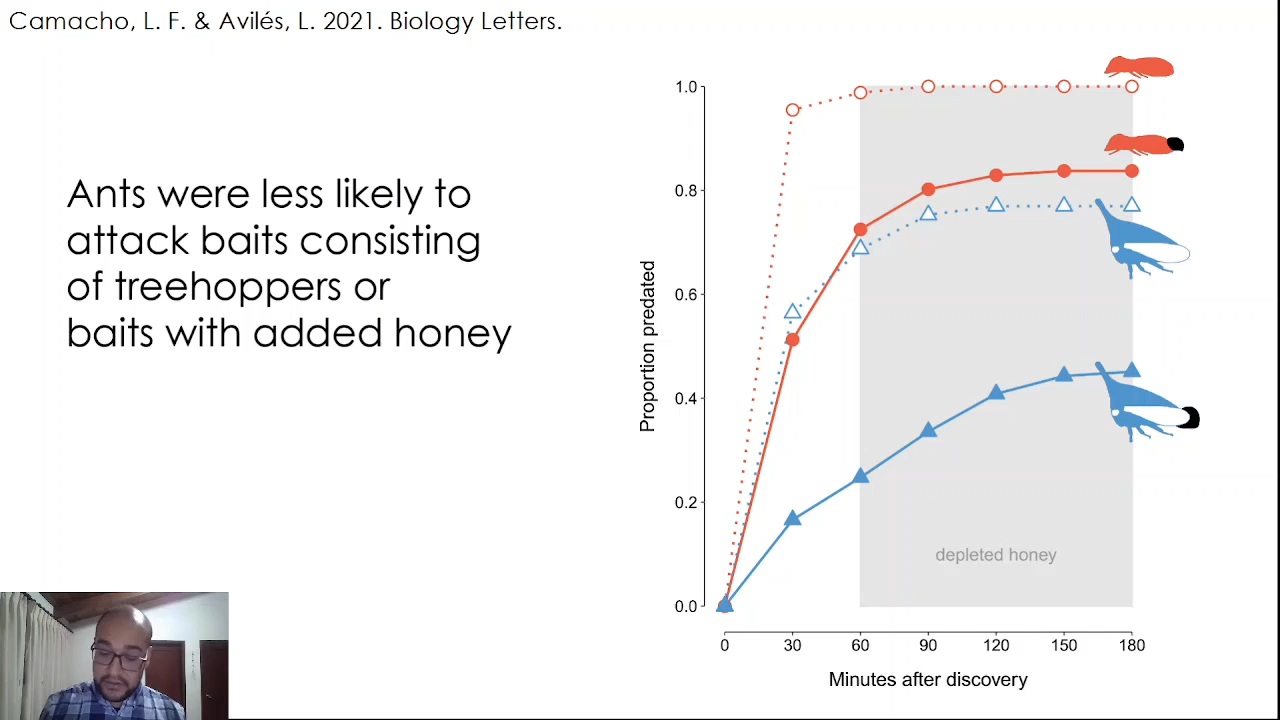 Camacho, L. F. & Avilés, L. 2021. Biology Letters.
Ants were less likely to
attack baits consisting
of treehoppers or
baits with added honey
Proportion predated
1.0
0.8
0.6
0.4
0.2
0.0
depleted honey
0 30 60 90 120 150 180
Minutes after discovery